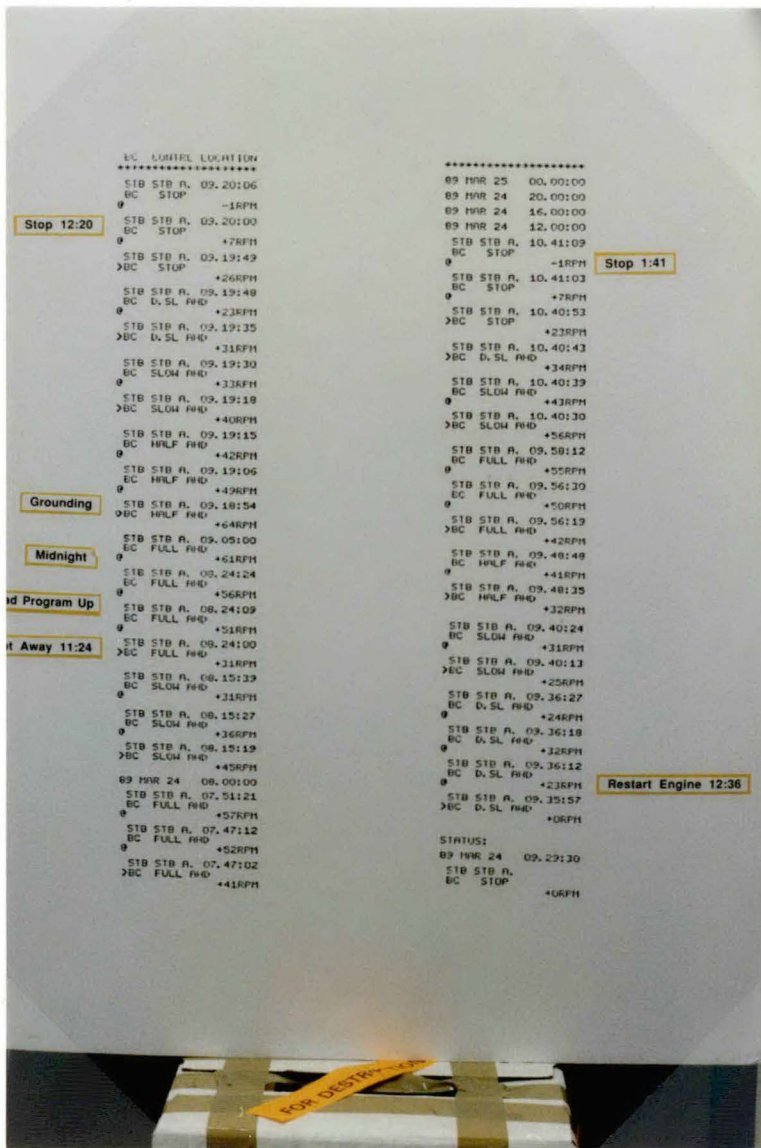 EC CONTRL LOCATION
********************
STB STB A. 09.20:06
BC STOP
@ -1RPM
Stop 12:20
STB STB A. 09.20:00
BC STOP
@ +7RPM
STB STB A. 09.19:49
>BC STOP
+26RPM
STB STB A. 09.19:48
BC D.SL AHD
@ +23RPM
STB STB A. 09.19:35
>BC D.SL AHD
+31RPM
STB STB A. 09.19:30
BC SLOW AHD
@ +33RPM
STB STB A. 09.19:18
>BC SLOW AHD
+40RPM
STB STB A. 09.19:15
BC HALF AHD
@ +42RPM
STB STB A. 09.19:06
BC HALF AHD
@ +49RPM
Grounding
STB STB A. 09.18:54
>BC HALF AHD
+64RPM
STB STB A. 09.05:00
BC FULL AHD
@ +61RPM
Midnight
STB STB A. 08.24:24
BC FULL AHD
@ +56RPM
ad Program Up
STB STB A. 08.24:09
BC FULL AHD
@ +51RPM
ot Away 11:24
STB STB A. 08.24:00
>BC FULL AHD
+31RPM
STB STB A. 08.15:39
BC SLOW AHD
@ +31RPM
STB STB A. 08.15:27
BC SLOW AHD
@ +36RPM
STB STB A. 08.15:19
>BC SLOW AHD
+45RPM
89 MAR 24 08.00:00
STB STB A. 07.51:21
BC FULL AHD
@ +57RPM
STB STB A. 07.47:12
BC FULL AHD
@ +52RPM
STB STB A. 07.47:02
>BC FULL AHD
+41RPM
********************
89 MAR 25 00.00:00
89 MAR 24 20.00:00
89 MAR 24 16.00:00
89 MAR 24 12.00:00
STB STB A. 10.41:09
BC STOP
@ -1RPM
Stop 1:41
STB STB A. 10.41:03
BC STOP
@ +7RPM
STB STB A. 10.40:53
>BC STOP
+23RPM
STB STB A. 10.40:43
>BC D.SL AHD
+34RPM
STB STB A. 10.40:39
BC SLOW AHD
@ +43RPM
STB STB A. 10.40:30
>BC SLOW AHD
+56RPM
STB STB A. 09.58:12
BC FULL AHD
@ +55RPM
STB STB A. 09.56:30
BC FULL AHD
@ +50RPM
STB STB A. 09.56:19
>BC FULL AHD
+42RPM
STB STB A. 09.48:48
BC HALF AHD
@ +41RPM
STB STB A. 09.48:35
>BC HALF AHD
+32RPM
STB STB A. 09.40:24
BC SLOW AHD
@ +31RPM
STB STB A. 09.40:13
>BC SLOW AHD
+25RPM
STB STB A. 09.36:27
BC D.SL AHD
@ +24RPM
STB STB A. 09.36:18
BC D.SL AHD
@ +32RPM
STB STB A. 09.36:12
BC D.SL AHD
@ +23RPM
Restart Engine 12:36
STB STB A. 09.35:57
>BC D.SL AHD
+0RPM
STATUS:
89 MAR 24 09.29:30
STB STB A.
BC STOP
+0RPM
FOR DESTR